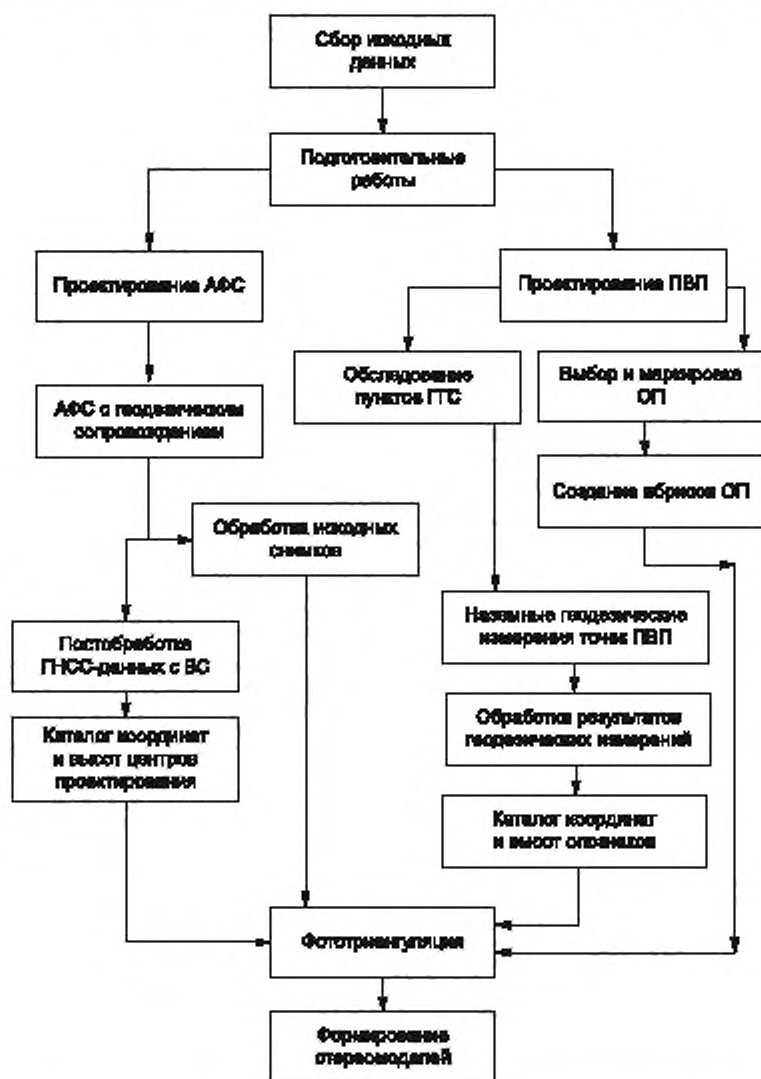 Сбор исходных
данных
Подготовительные
работы
Проектирование АФС
Проектирование ПВП
Обследование
пунктов ГГС
Выбор и маркировка
ОП
АФС с геодезическим
сопровождением
Создание абрисов ОП
Обработка исходных
снимков
Наземные геодезические
измерения точек ПВП
Постобработка
ГНСС-данных с ВС
Обработка результатов
геодезических измерений
Каталог координат
и высот центров
проектирования
Каталог координат
и высот опознаков
Фототриангуляция
Формирование
стереомоделей